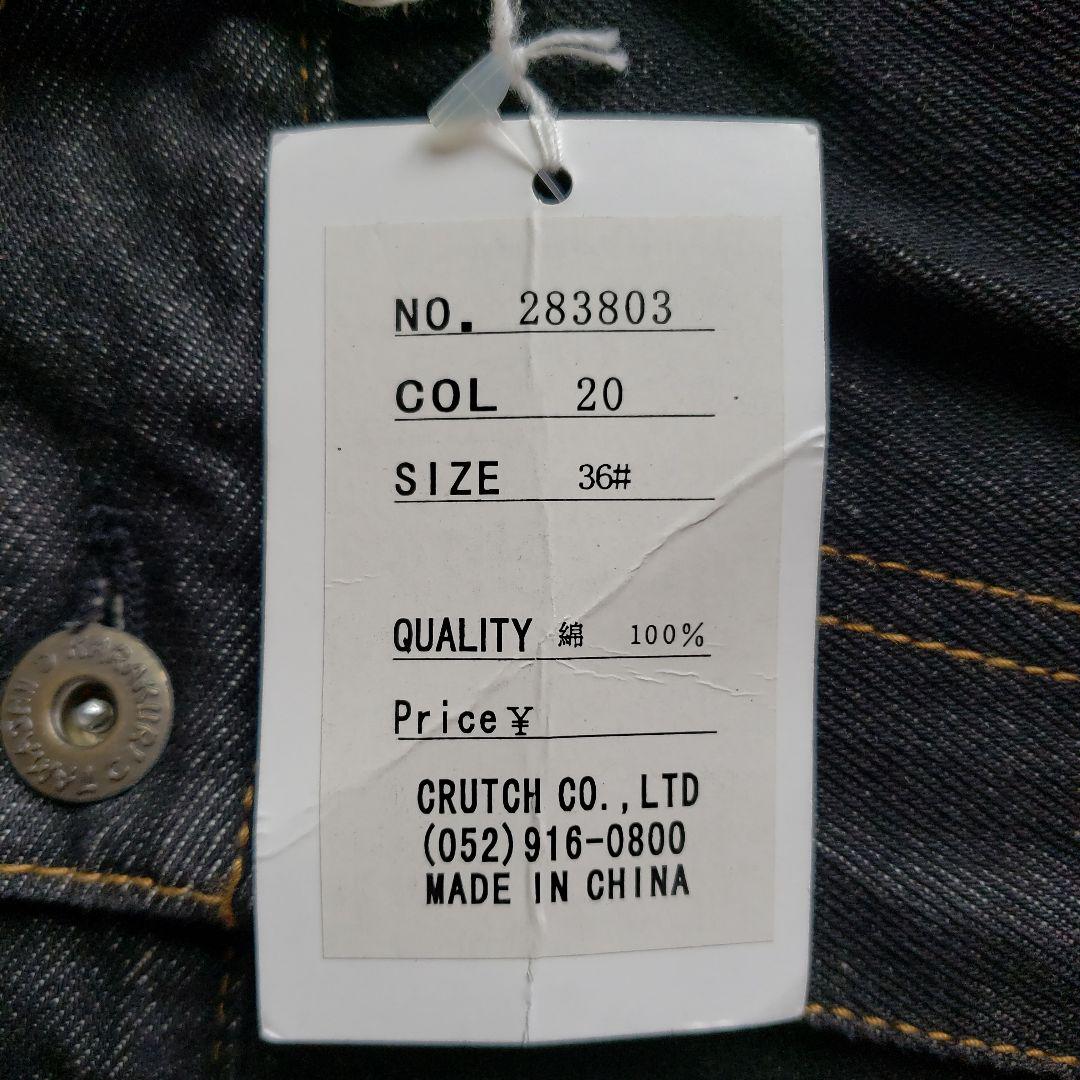 NO. 283803
COL 20
SIZE 36#
QUALITY 綿 100%
Price¥
CRUTCH CO.,LTD
(052)916-0800
MADE IN CHINA